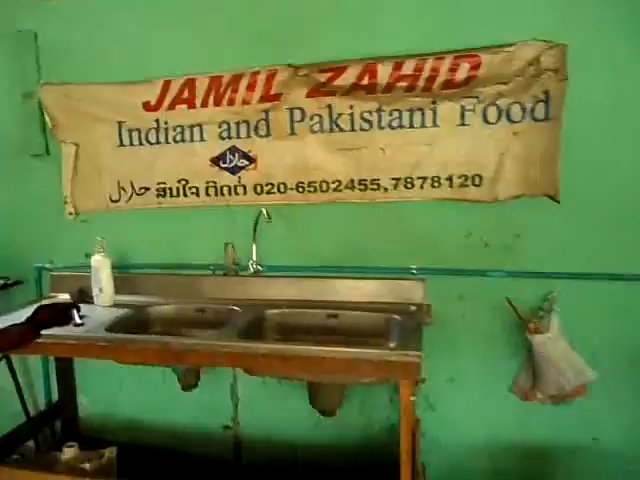 JAMIL ZAHID
Indian and Pakistani Food
حلال
حلال ສົນໃຈ ຕິດຕໍ່ 020-6502455,7878120